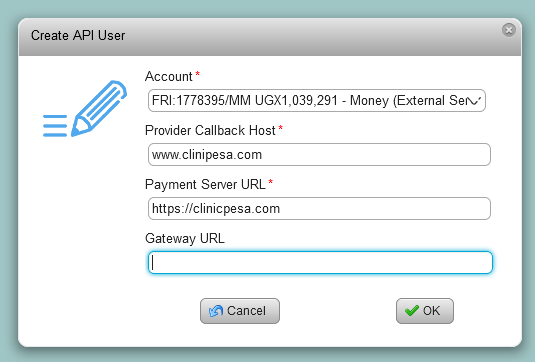 Create API User
Account *
FRI:1778395/MM UGX1,039,291 - Money (External Ser
Provider Callback Host *
www.clinipesa.com
Payment Server URL *
https://clinicpesa.com
Gateway URL
Cancel OK